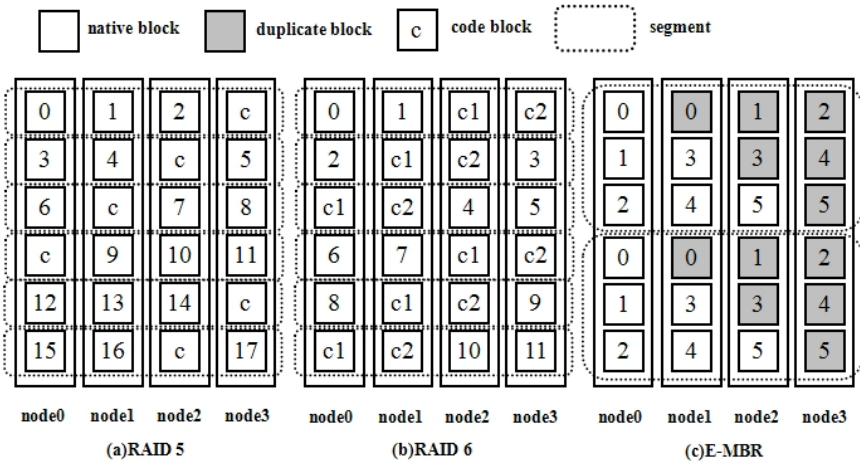 native block duplicate block c code block segment
0 1 2 c 0 1 c1 c2 0 0 1 2
3 4 c 5 2 c1 c2 3 1 3 3 4
6 c 7 8 c1 c2 4 5 2 4 5 5
c 9 10 11 6 7 c1 c2 0 0 1 2
12 13 14 c 8 c1 c2 9 1 3 3 4
15 16 c 17 c1 c2 10 11 2 4 5 5
node0 node1 node2 node3 node0 node1 node2 node3 node0 node1 node2 node3
(a)RAID 5 (b)RAID 6 (c)E-MBR